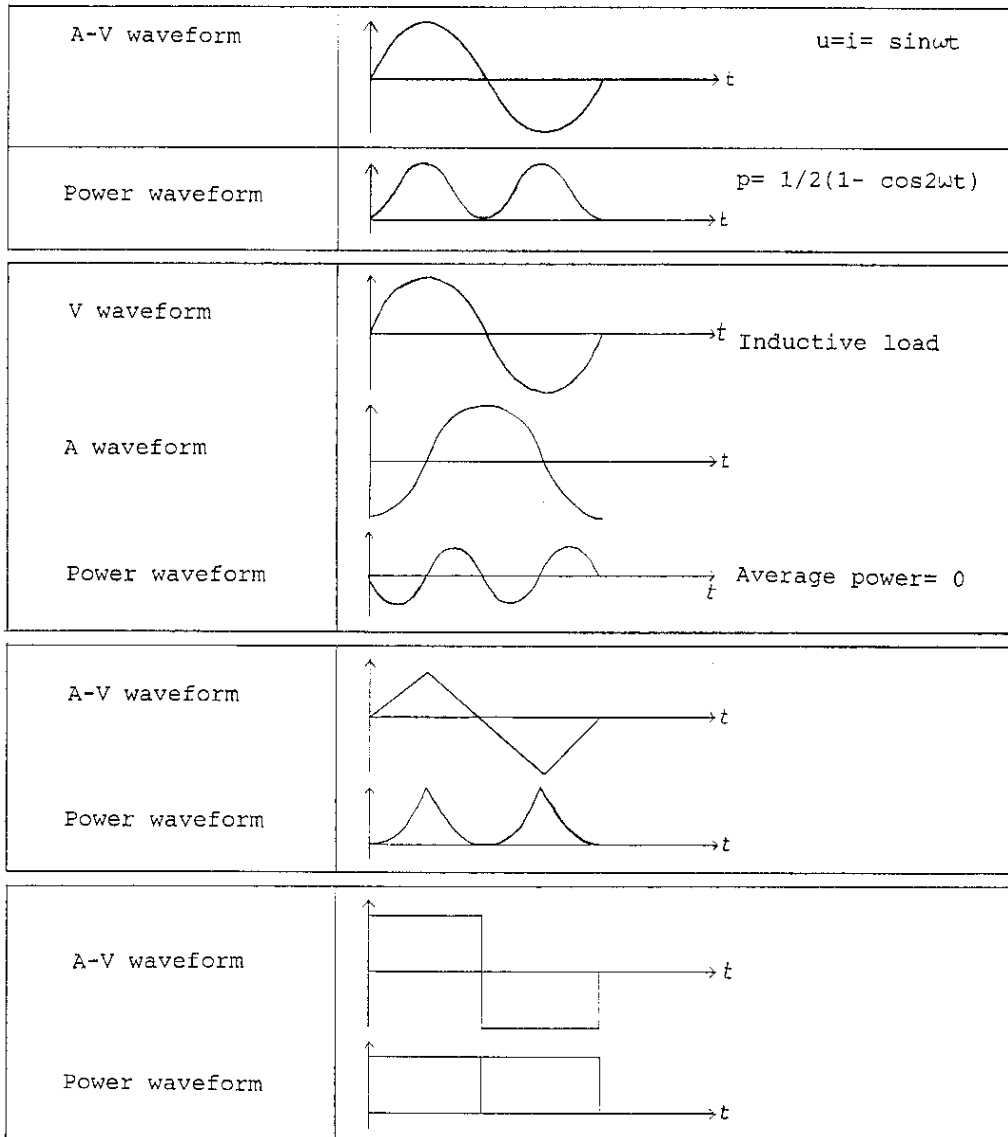 A-V waveform
u=i= sinωt
t
Power waveform
p= 1/2(1- cos2ωt)
t
V waveform
t
Inductive load
A waveform
t
Power waveform
Average power= 0
t
A-V waveform
t
Power waveform
t
A-V waveform
t
Power waveform
t